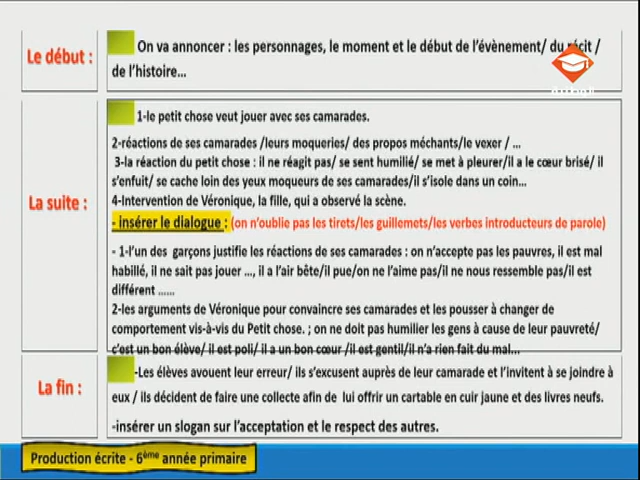 Le début :
On va annoncer : les personnages, le moment et le début de l'évènement/ du récit /
de l'histoire...
La suite :
1-le petit chose veut jouer avec ses camarades.
2-réactions de ses camarades /leurs moqueries/ des propos méchants/le vexer / ...
3-la réaction du petit chose : il ne réagit pas/ se sent humilié/ se met à pleurer/il a le cœur brisé/ il
s'enfuit/ se cache loin des yeux moqueurs de ses camarades/il s'isole dans un coin...
4-Intervention de Véronique, la fille, qui a observé la scène.
- insérer le dialogue : (on n'oublie pas les tirets/les guillemets/les verbes introducteurs de parole)
- 1-l'un des garçons justifie les réactions de ses camarades : on n'accepte pas les pauvres, il est mal
habillé, il ne sait pas jouer ..., il a l'air bête/il pue/on ne l'aime pas/il ne nous ressemble pas/il est
différent ......
2-les arguments de Véronique pour convaincre ses camarades et les pousser à changer de
comportement vis-à-vis du Petit chose. ; on ne doit pas humilier les gens à cause de leur pauvreté/
c'est un bon élève/ il est poli/ il a un bon cœur /il est gentil/il n'a rien fait du mal...
La fin :
-Les élèves avouent leur erreur/ ils s'excusent auprès de leur camarade et l'invitent à se joindre à
eux / ils décident de faire une collecte afin de lui offrir un cartable en cuir jaune et des livres neufs.
-insérer un slogan sur l'acceptation et le respect des autres.
Production écrite - 6ème année primaire